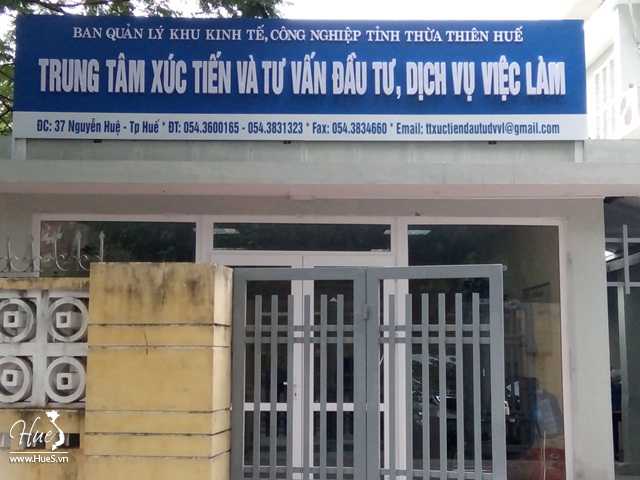 BAN QUẢN LÝ KHU KINH TẾ, CÔNG NGHIỆP TỈNH THỪA THIÊN HUẾ
TRUNG TÂM XÚC TIẾN VÀ TƯ VẤN ĐẦU TƯ, DỊCH VỤ VIỆC LÀM
ĐC: 37 Nguyễn Huệ - Tp Huế * ĐT: 054.3600165 - 054.3831323 * Fax: 054.3834660 * Email: ttxuctiendautudvvl@gmail.com
HueS
www.HueS.vn